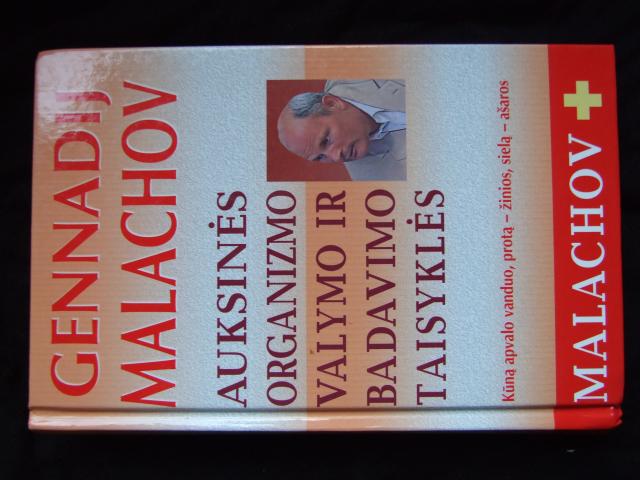 GENNADIJ
MALACHOV
AUKSINĖS
ORGANIZMO
VALYMO IR
BADAVIMO
TAISYKLĖS
Kūną apvalo vanduo, protą – žinios, sielą – ašaros
MALACHOV+